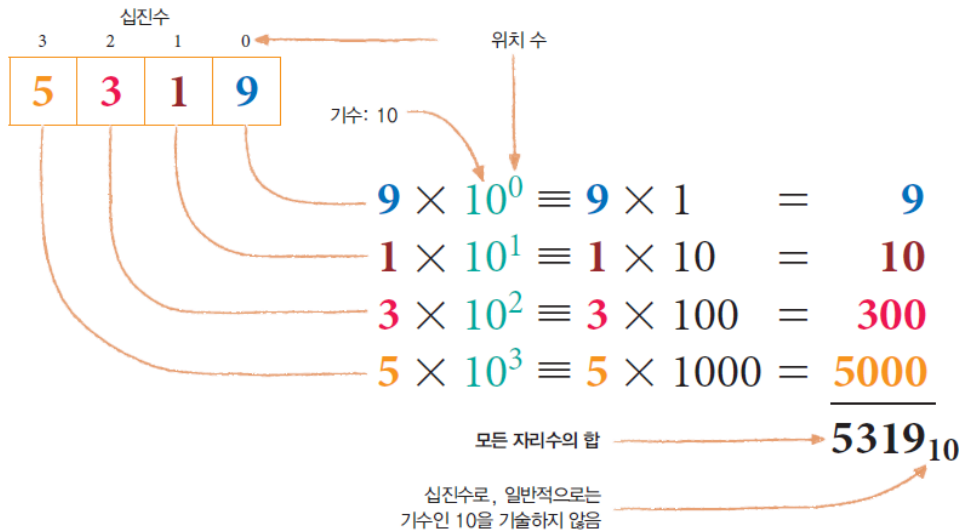 십진수
3 2 1 0
위치 수
5 3 1 9
기수: 10
9 × 10⁰ ≡ 9 × 1 = 9
1 × 10¹ ≡ 1 × 10 = 10
3 × 10² ≡ 3 × 100 = 300
5 × 10³ ≡ 5 × 1000 = 5000
모든 자리수의 합 5319₁₀
십진수로, 일반적으로는
기수인 10을 기술하지 않음